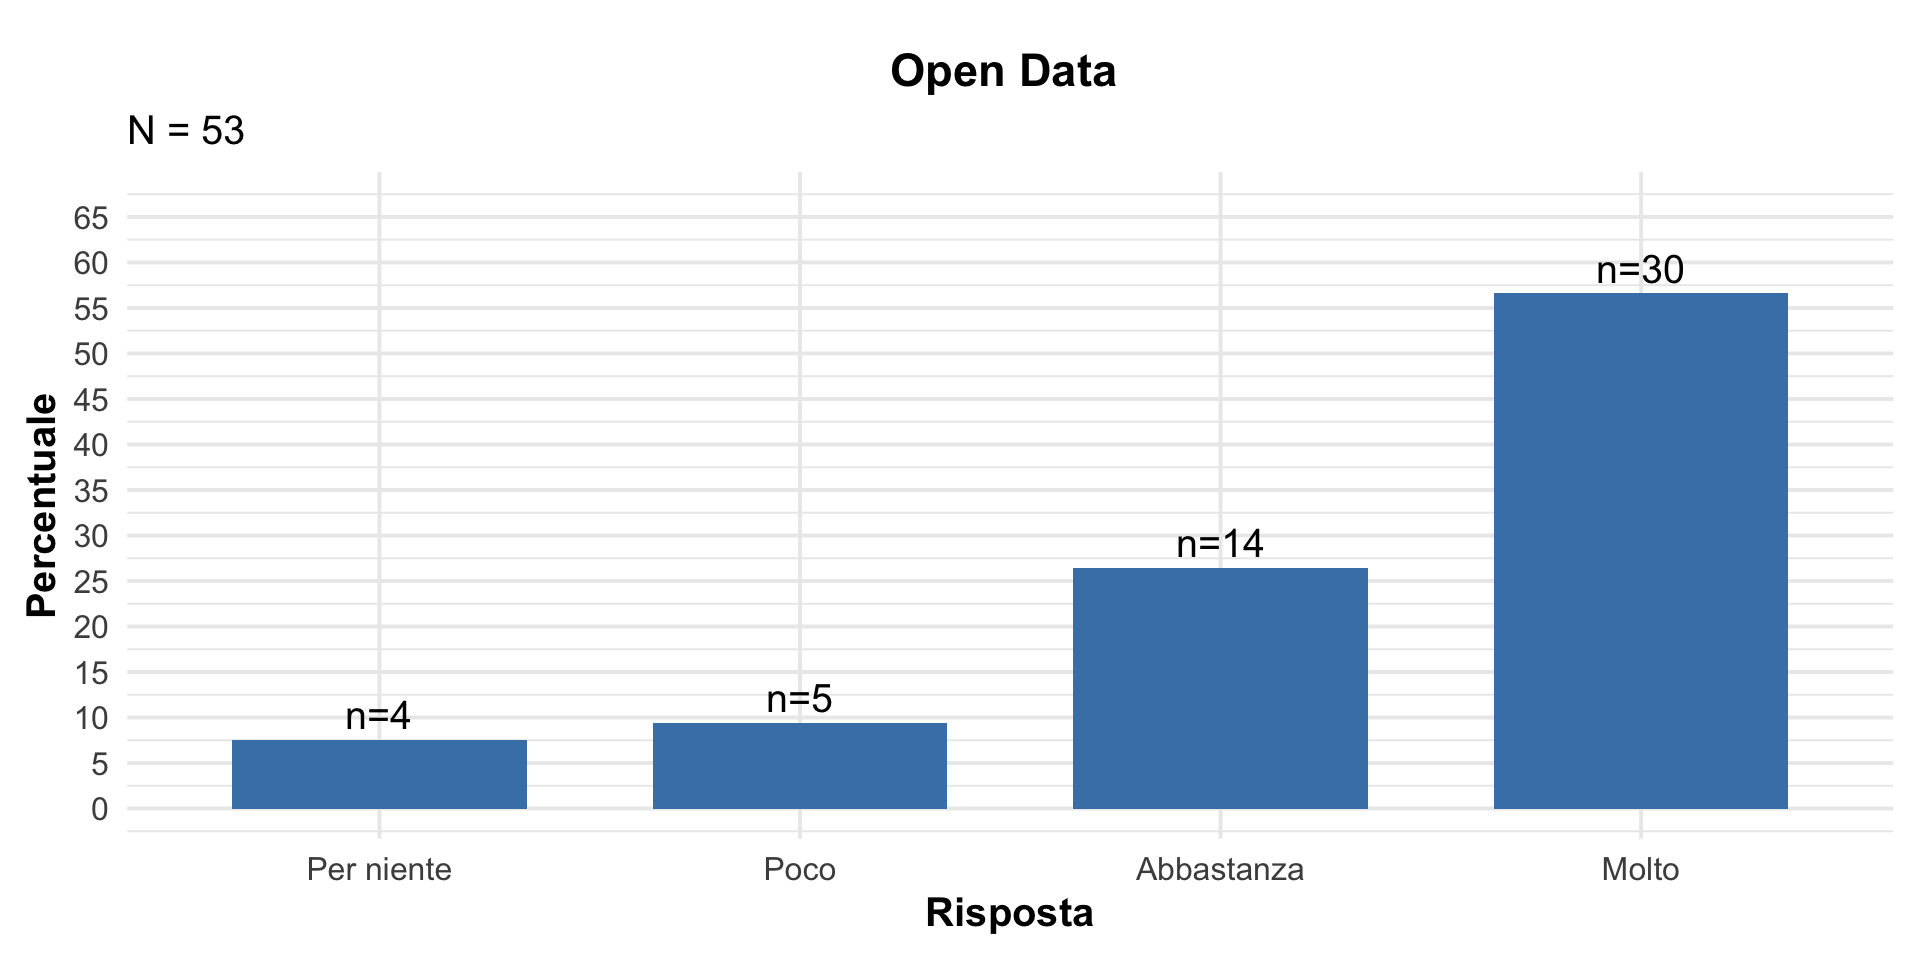 Open Data
N = 53
Percentuale
65
60
55
50
45
40
35
30
25
20
15
10
5
0
n=4
n=5
n=14
n=30
Per niente
Poco
Abbastanza
Molto
Risposta